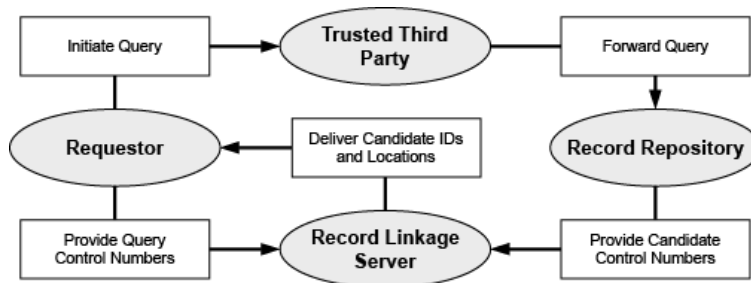 Initiate Query
Trusted Third
Party
Forward Query
Requestor
Deliver Candidate IDs
and Locations
Record Repository
Provide Query
Control Numbers
Record Linkage
Server
Provide Candidate
Control Numbers